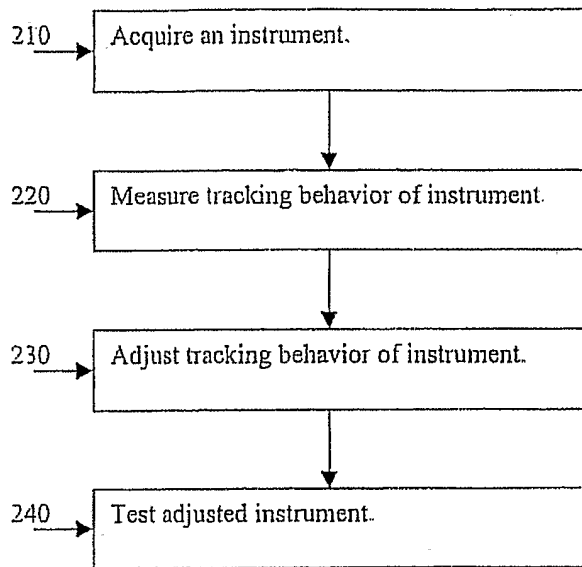 210
Acquire an instrument.
220
Measure tracking behavior of instrument.
230
Adjust tracking behavior of instrument.
240
Test adjusted instrument.